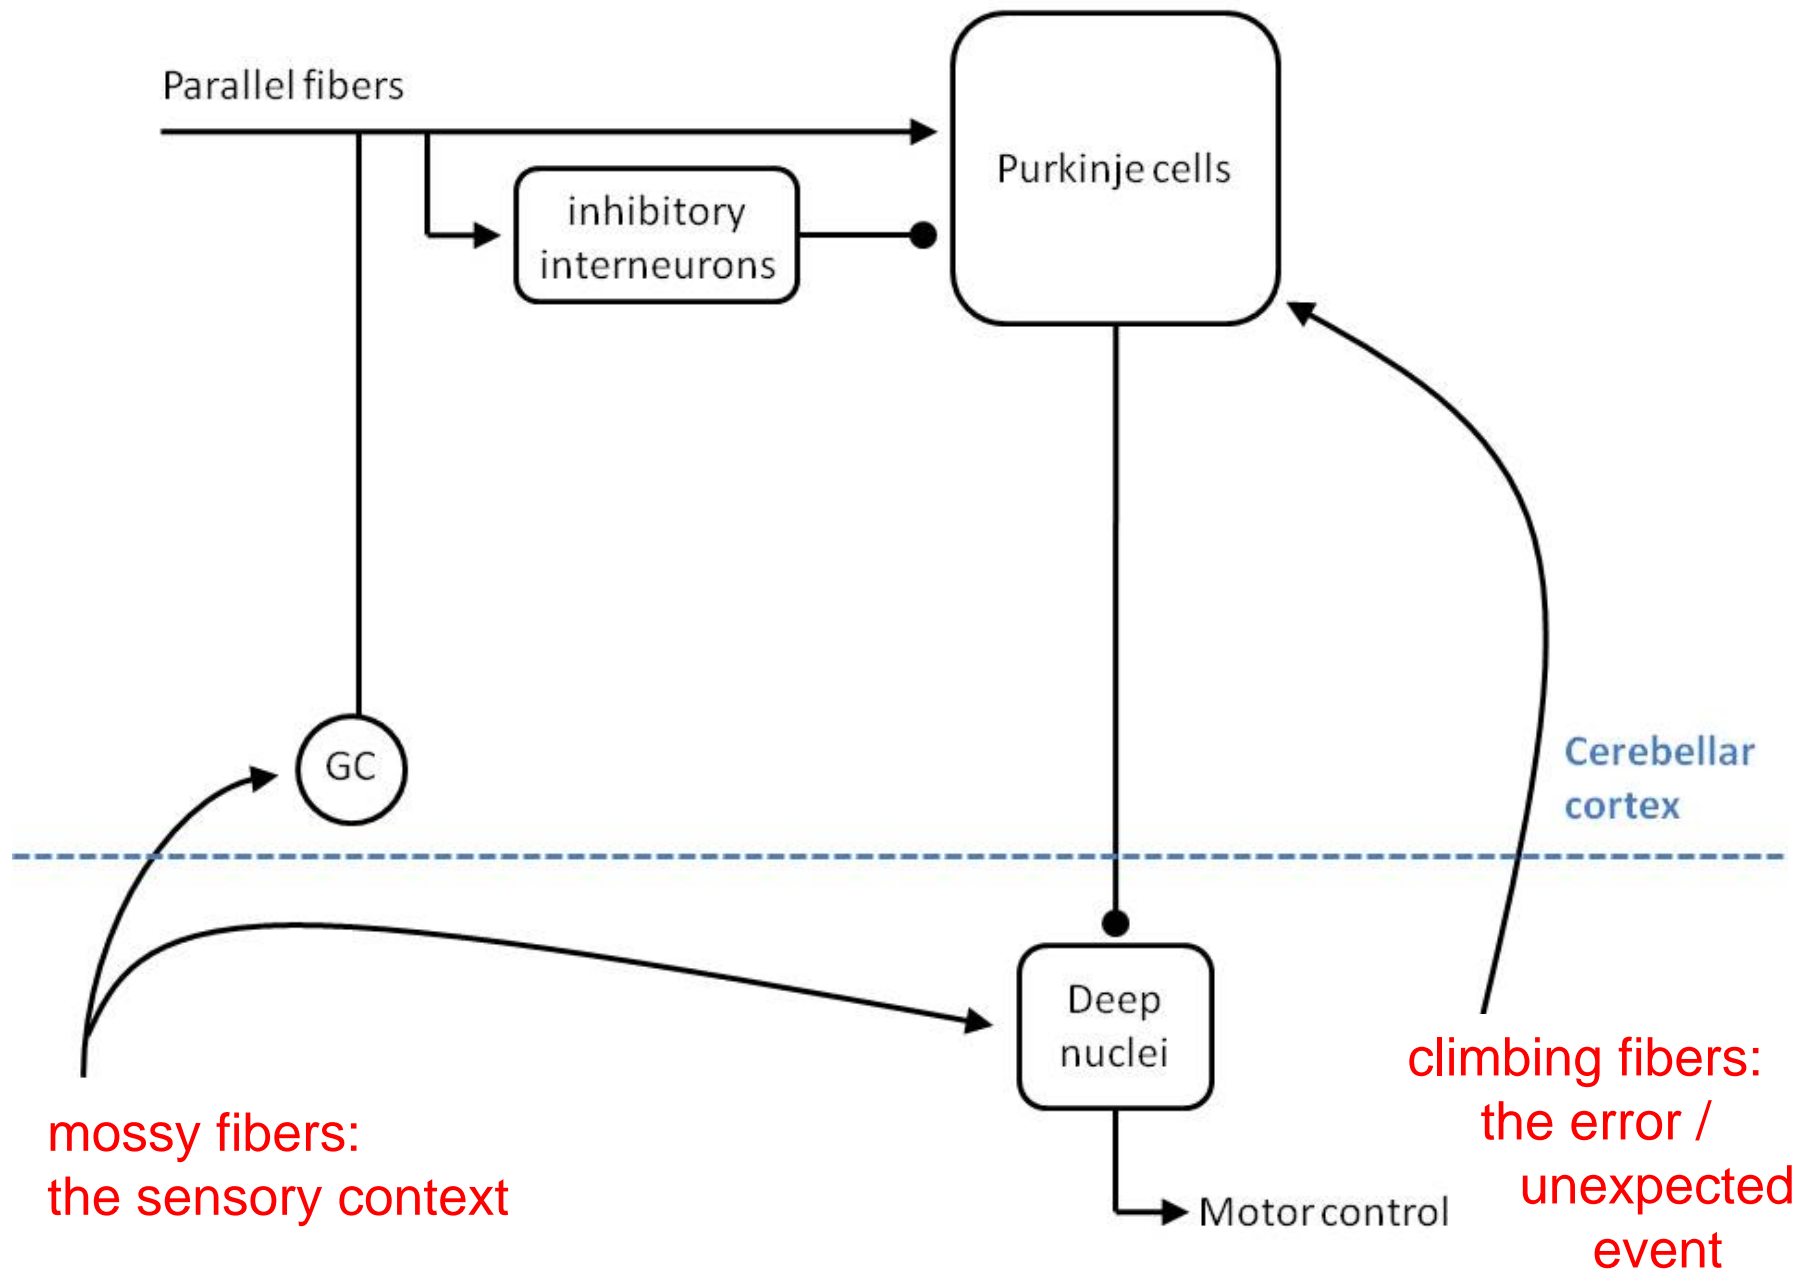 Parallel fibers
Purkinje cells
inhibitory
interneurons
GC
Cerebellar
cortex
Deep
nuclei
climbing fibers:
the error /
unexpected
event
mossy fibers:
the sensory context
Motor control